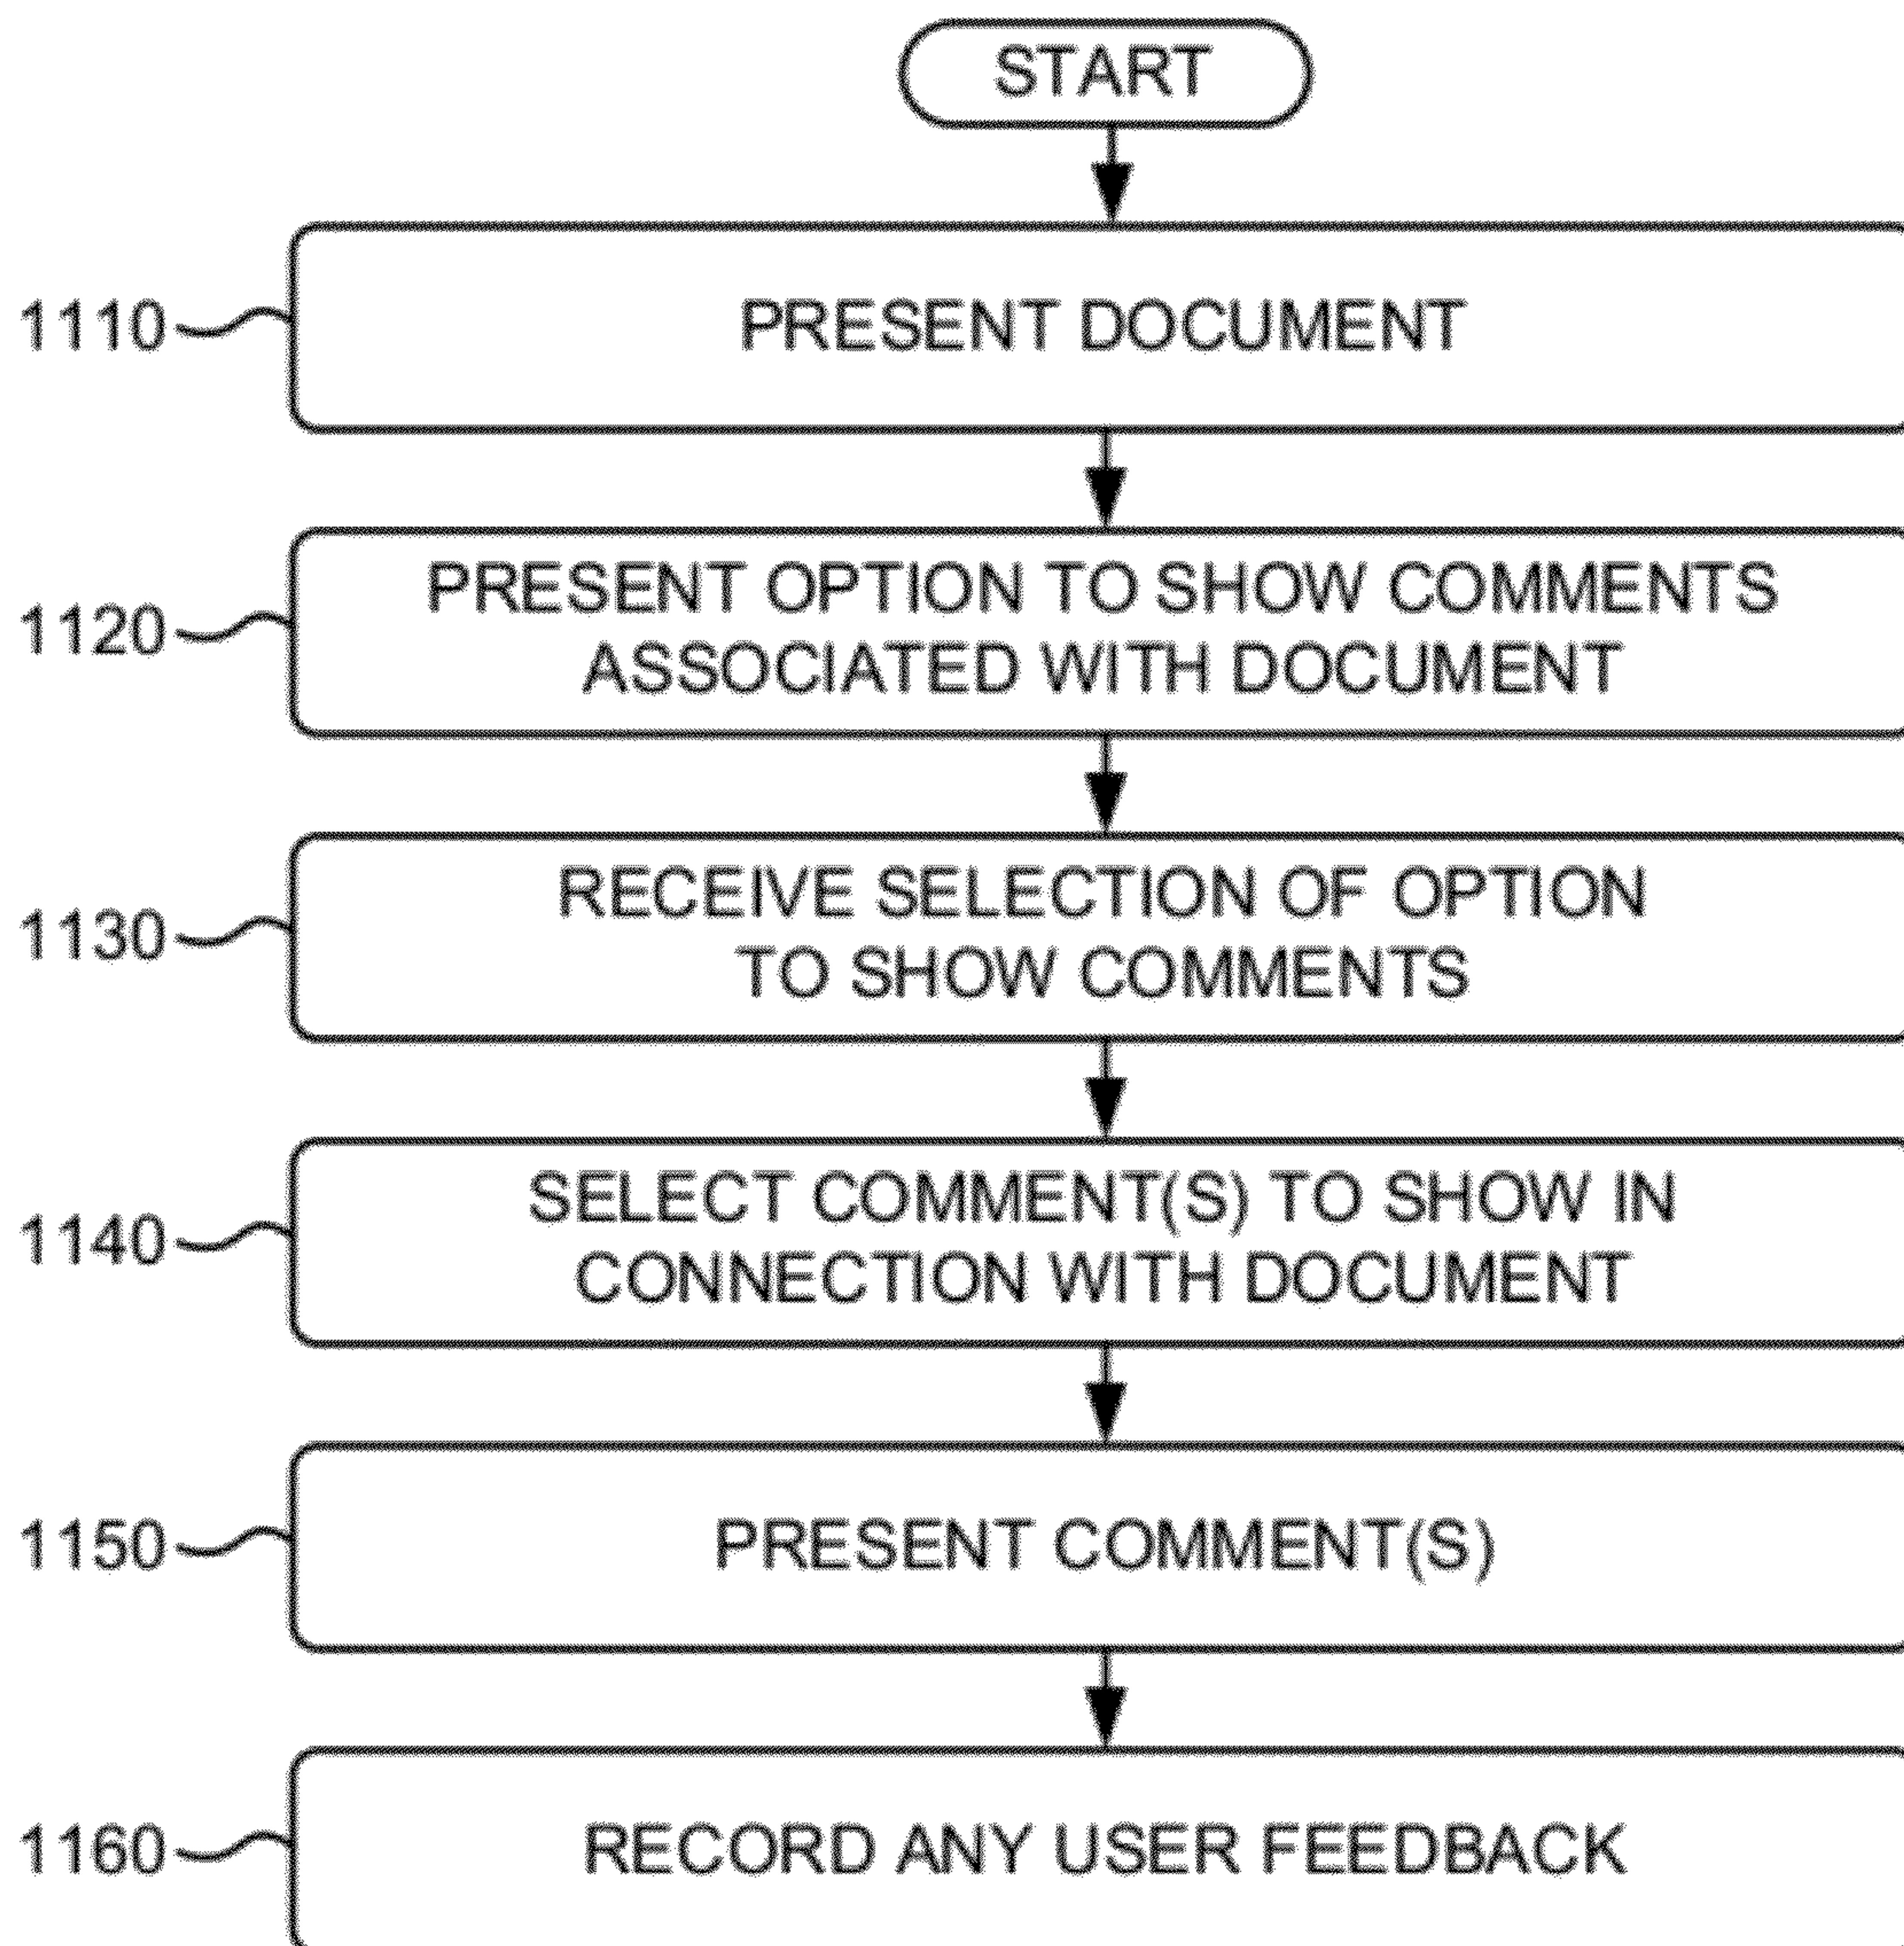 START
1110
PRESENT DOCUMENT
1120
PRESENT OPTION TO SHOW COMMENTS
ASSOCIATED WITH DOCUMENT
1130
RECEIVE SELECTION OF OPTION
TO SHOW COMMENTS
1140
SELECT COMMENT(S) TO SHOW IN
CONNECTION WITH DOCUMENT
1150
PRESENT COMMENT(S)
1160
RECORD ANY USER FEEDBACK